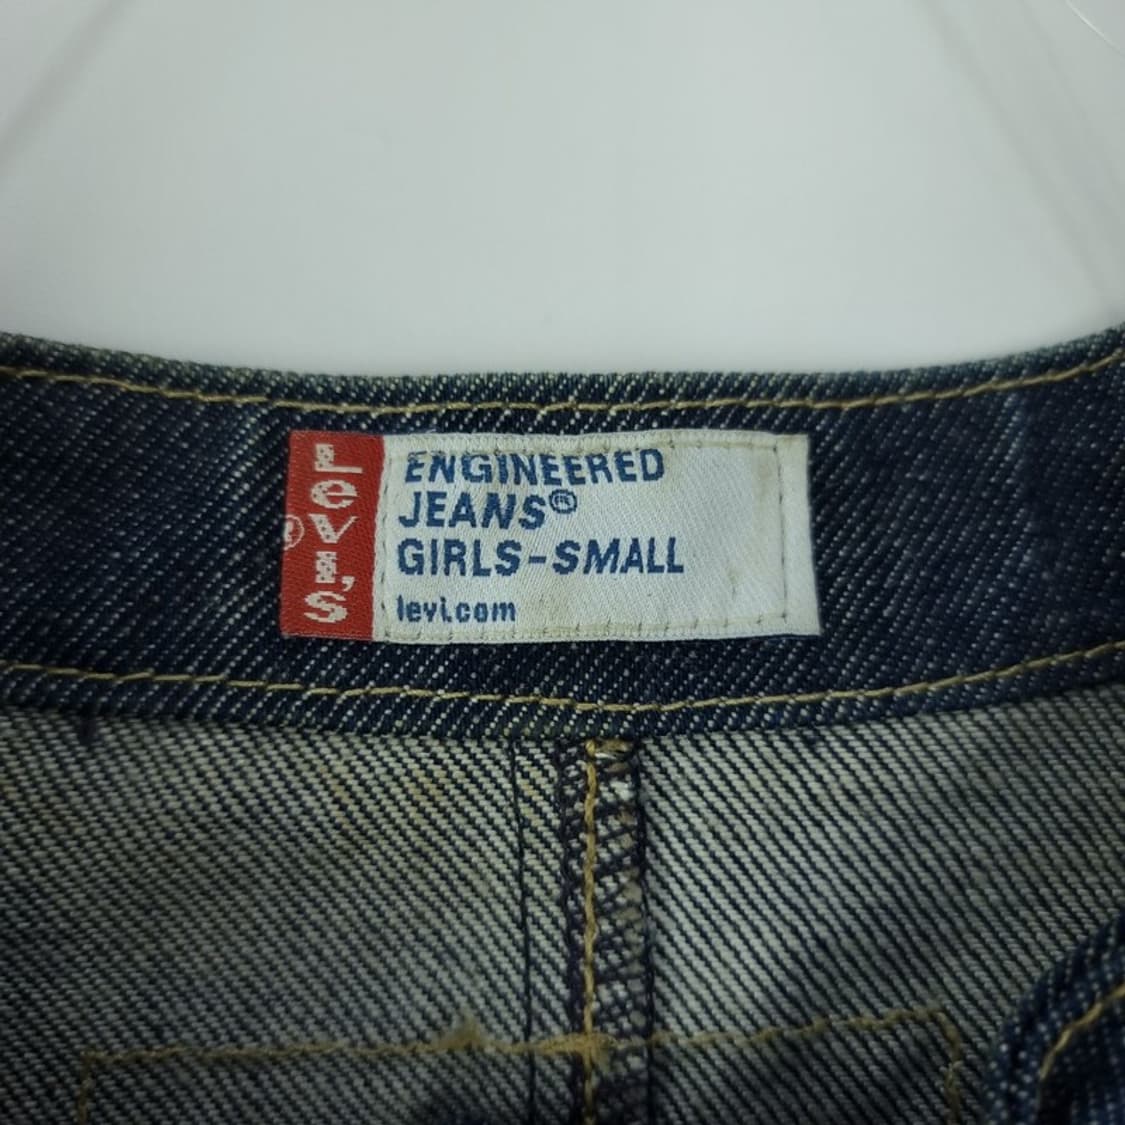 Levi's
®
ENGINEERED
JEANS®
GIRLS-SMALL
levi.com